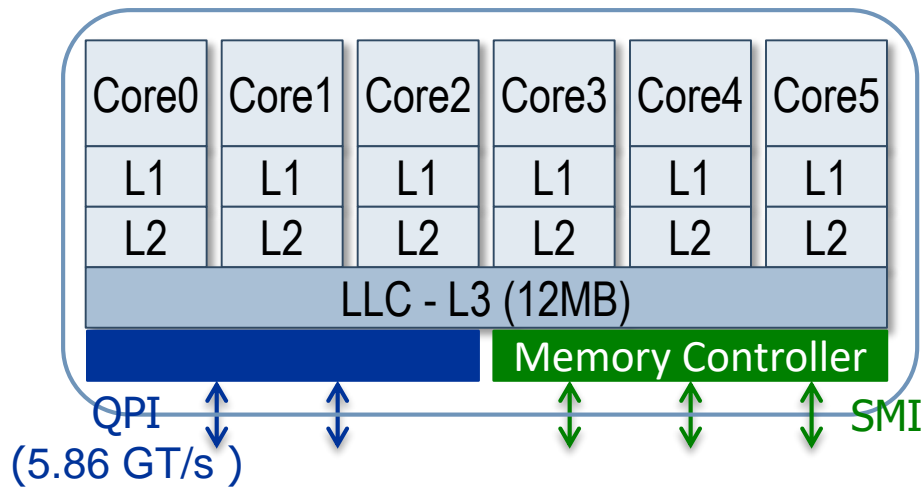 Core0 Core1 Core2 Core3 Core4 Core5
L1 L1 L1 L1 L1 L1
L2 L2 L2 L2 L2 L2
LLC - L3 (12MB)
Memory Controller
QPI SMI
(5.86 GT/s )